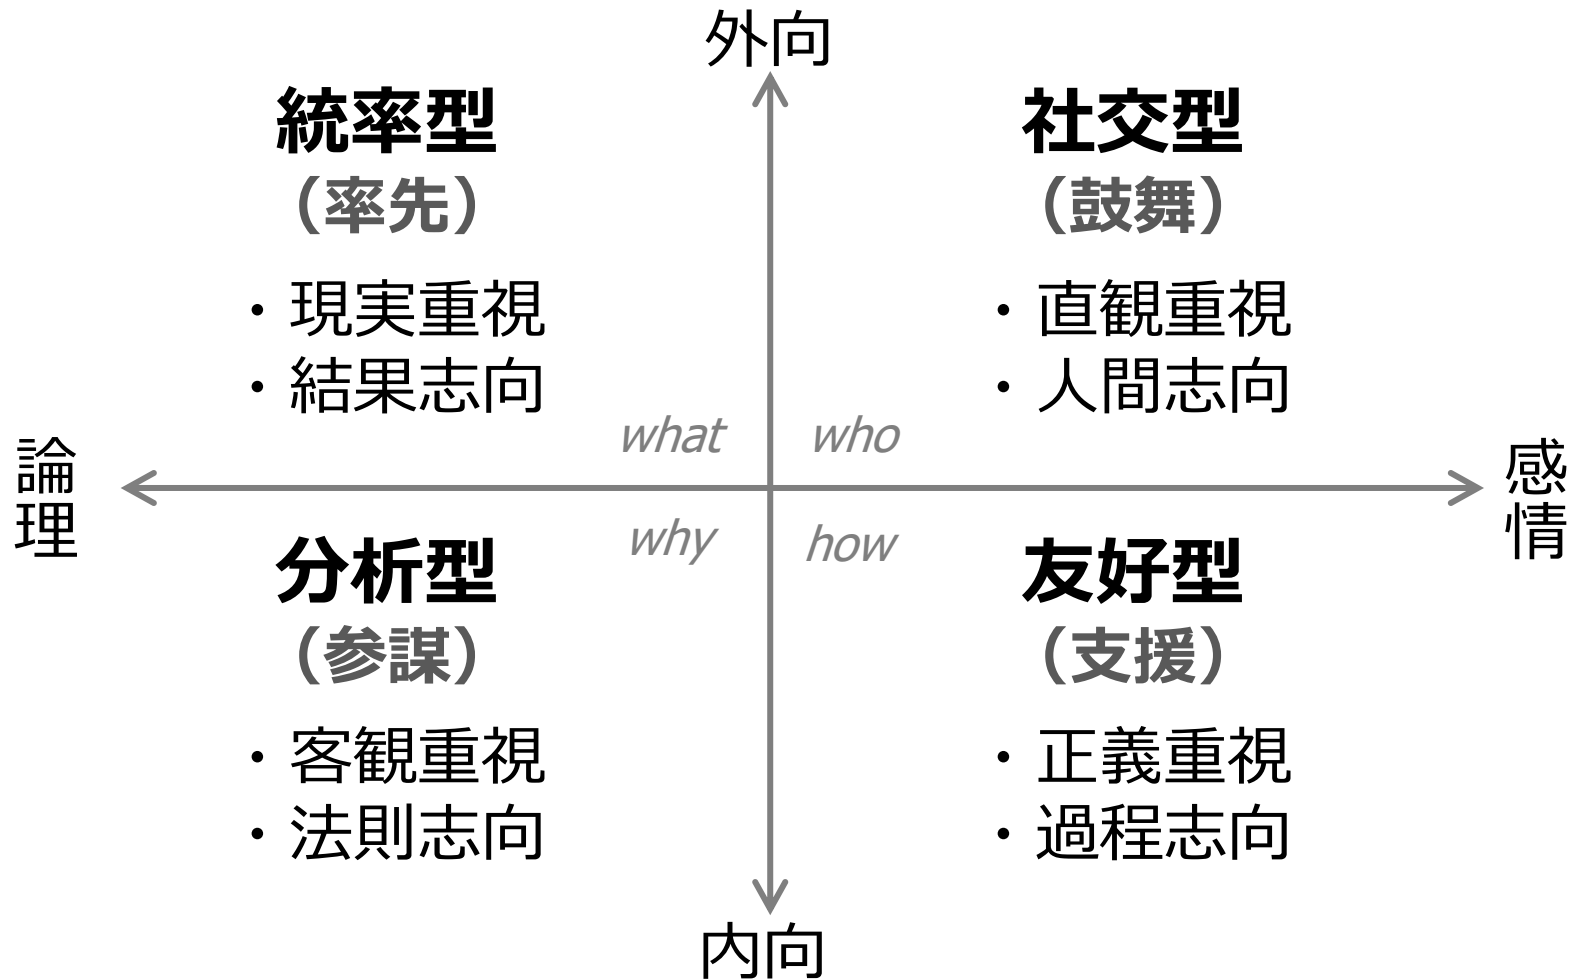 外向
統率型
（率先）
・現実重視
・結果志向
what
社交型
（鼓舞）
・直観重視
・人間志向
who
論理
感情
why
分析型
（参謀）
・客観重視
・法則志向
how
友好型
（支援）
・正義重視
・過程志向
内向